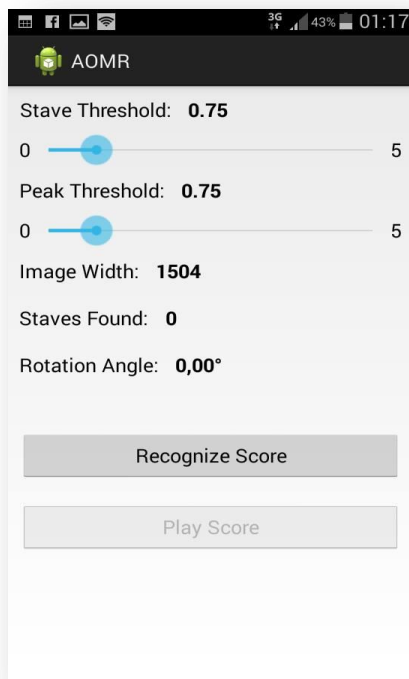 3G 43% 01:17
AOMR
Stave Threshold: 0.75
0 5
Peak Threshold: 0.75
0 5
Image Width: 1504
Staves Found: 0
Rotation Angle: 0,00°
Recognize Score
Play Score